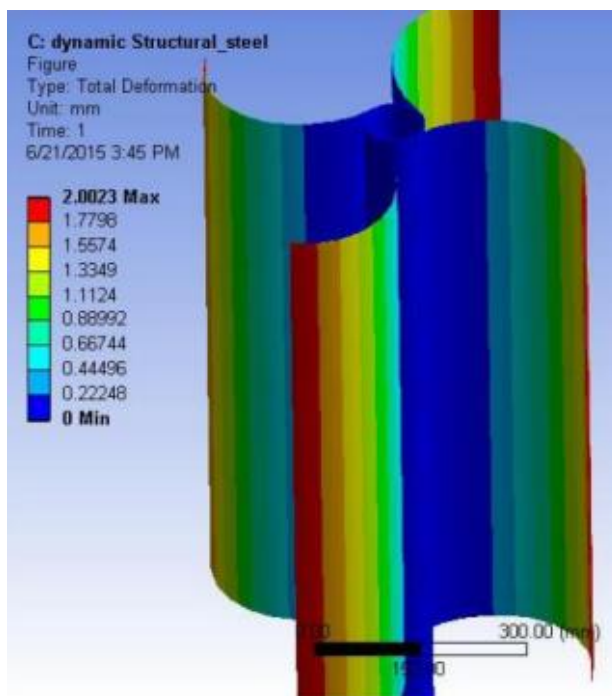 C: dynamic Structural_steel
Figure
Type: Total Deformation
Unit: mm
Time: 1
6/21/2015 3:45 PM
2.0023 Max
1.7798
1.5574
1.3349
1.1124
0.88992
0.66744
0.44496
0.22248
0 Min
300.00 (mm)